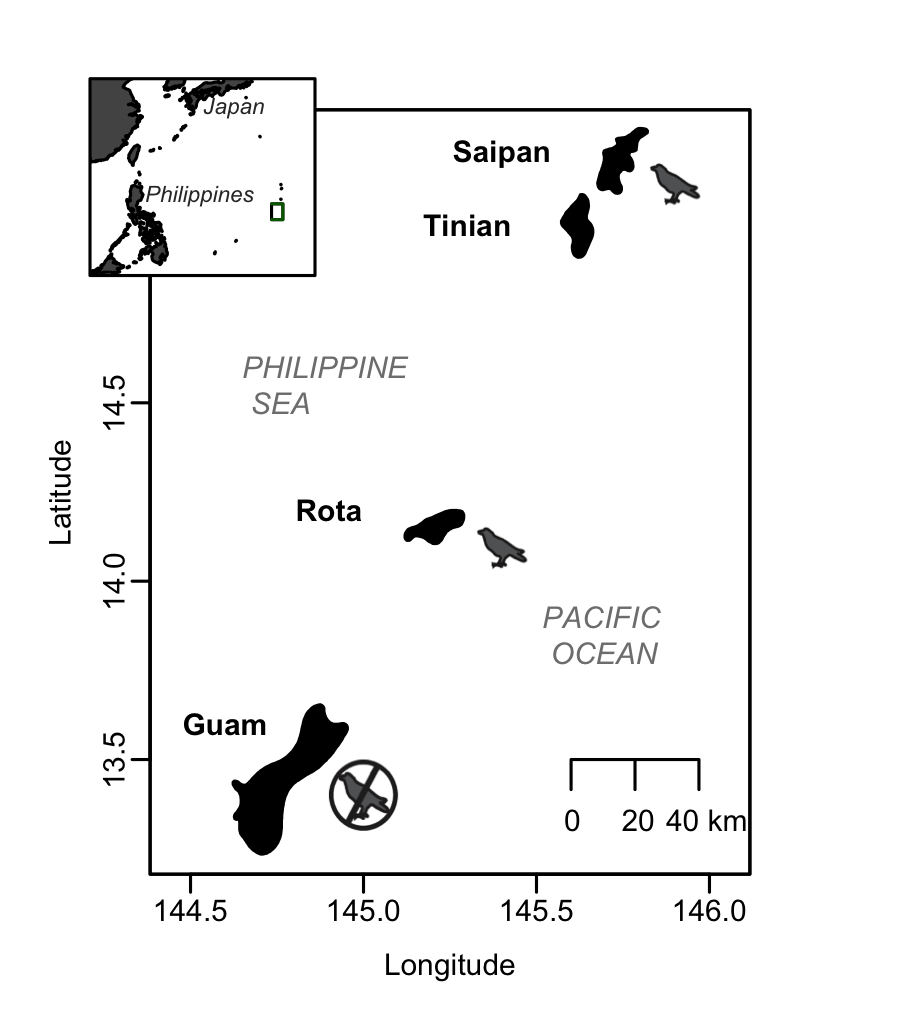 Japan
Philippines
Saipan
Tinian
PHILIPPINE
SEA
Rota
PACIFIC
OCEAN
Guam
0 20 40 km
Latitude
14.5
14.0
13.5
144.5 145.0 145.5 146.0
Longitude